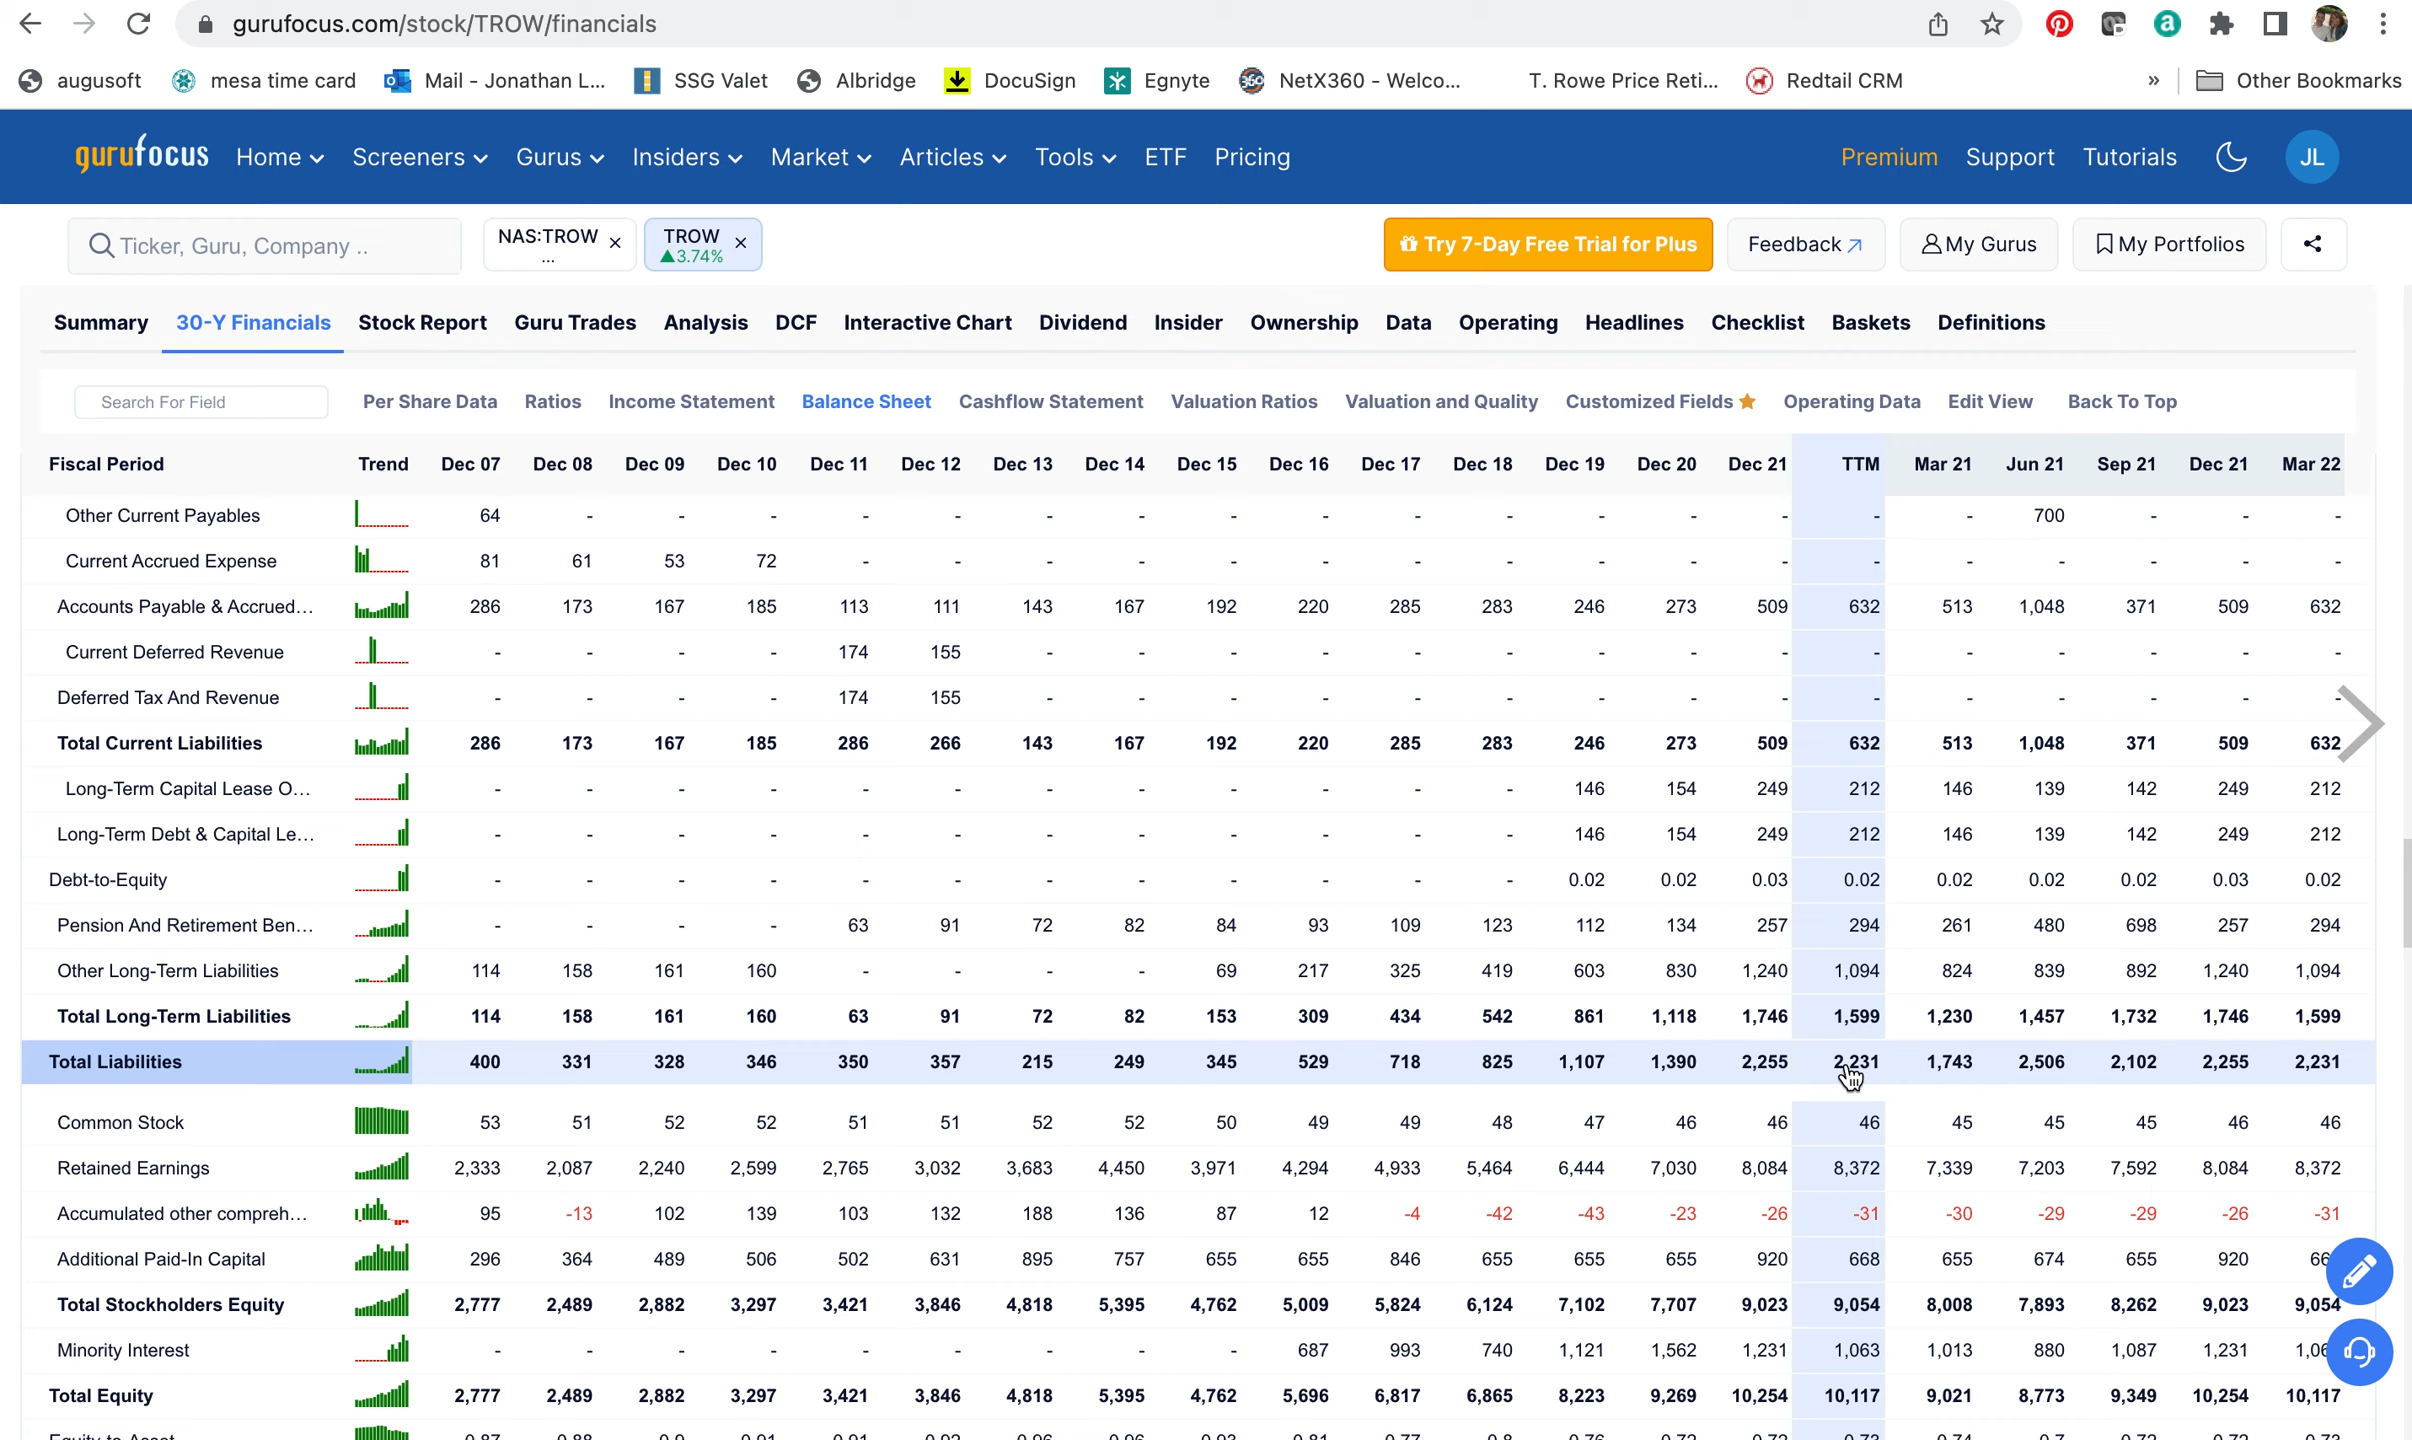 gurufocus.com/stock/TROW/financials
augusoft mesa time card Mail - Jonathan L... SSG Valet Albridge DocuSign Egnyte NetX360 - Welco... T. Rowe Price Reti... Redtail CRM » Other Bookmarks
gurufocus Home Screeners Gurus Insiders Market Articles Tools ETF Pricing Premium Support Tutorials JL
Ticker, Guru, Company .. NAS:TROW ... × TROW ▲3.74% × Try 7-Day Free Trial for Plus Feedback My Gurus My Portfolios
Summary 30-Y Financials Stock Report Guru Trades Analysis DCF Interactive Chart Dividend Insider Ownership Data Operating Headlines Checklist Baskets Definitions
Search For Field Per Share Data Ratios Income Statement Balance Sheet Cashflow Statement Valuation Ratios Valuation and Quality Customized Fields Operating Data Edit View Back To Top
Fiscal Period Trend Dec 07 Dec 08 Dec 09 Dec 10 Dec 11 Dec 12 Dec 13 Dec 14 Dec 15 Dec 16 Dec 17 Dec 18 Dec 19 Dec 20 Dec 21 TTM Mar 21 Jun 21 Sep 21 Dec 21 Mar 22
Other Current Payables 64 - - - - - - - - - - - - - - - - 700 - - -
Current Accrued Expense 81 61 53 72 - - - - - - - - - - - - - - - - -
Accounts Payable & Accrued... 286 173 167 185 113 111 143 167 192 220 285 283 246 273 509 632 513 1,048 371 509 632
Current Deferred Revenue - - - - 174 155 - - - - - - - - - - - - - - -
Deferred Tax And Revenue - - - - 174 155 - - - - - - - - - - - - - - -
Total Current Liabilities 286 173 167 185 286 266 143 167 192 220 285 283 246 273 509 632 513 1,048 371 509 632
Long-Term Capital Lease O... - - - - - - - - - - - - 146 154 249 212 146 139 142 249 212
Long-Term Debt & Capital Le... - - - - - - - - - - - - 146 154 249 212 146 139 142 249 212
Debt-to-Equity - - - - - - - - - - - - 0.02 0.02 0.03 0.02 0.02 0.02 0.02 0.03 0.02
Pension And Retirement Ben... - - - - 63 91 72 82 84 93 109 123 112 134 257 294 261 480 698 257 294
Other Long-Term Liabilities 114 158 161 160 - - - - 69 217 325 419 603 830 1,240 1,094 824 839 892 1,240 1,094
Total Long-Term Liabilities 114 158 161 160 63 91 72 82 153 309 434 542 861 1,118 1,746 1,599 1,230 1,457 1,732 1,746 1,599
Total Liabilities 400 331 328 346 350 357 215 249 345 529 718 825 1,107 1,390 2,255 2,231 1,743 2,506 2,102 2,255 2,231
Common Stock 53 51 52 52 51 51 52 52 50 49 49 48 47 46 46 46 45 45 45 46 46
Retained Earnings 2,333 2,087 2,240 2,599 2,765 3,032 3,683 4,450 3,971 4,294 4,933 5,464 6,444 7,030 8,084 8,372 7,339 7,203 7,592 8,084 8,372
Accumulated other compreh... 95 -13 102 139 103 132 188 136 87 12 -4 -42 -43 -23 -26 -31 -30 -29 -29 -26 -31
Additional Paid-In Capital 296 364 489 506 502 631 895 757 655 655 846 655 655 655 920 668 655 674 655 920
Total Stockholders Equity 2,777 2,489 2,882 3,297 3,421 3,846 4,818 5,395 4,762 5,009 5,824 6,124 7,102 7,707 9,023 9,054 8,008 7,893 8,262 9,023 9,054
Minority Interest - - - - - - - - - 687 993 740 1,121 1,562 1,231 1,063 1,013 880 1,087 1,231
Total Equity 2,777 2,489 2,882 3,297 3,421 3,846 4,818 5,395 4,762 5,696 6,817 6,865 8,223 9,269 10,254 10,117 9,021 8,773 9,349 10,254 10,117